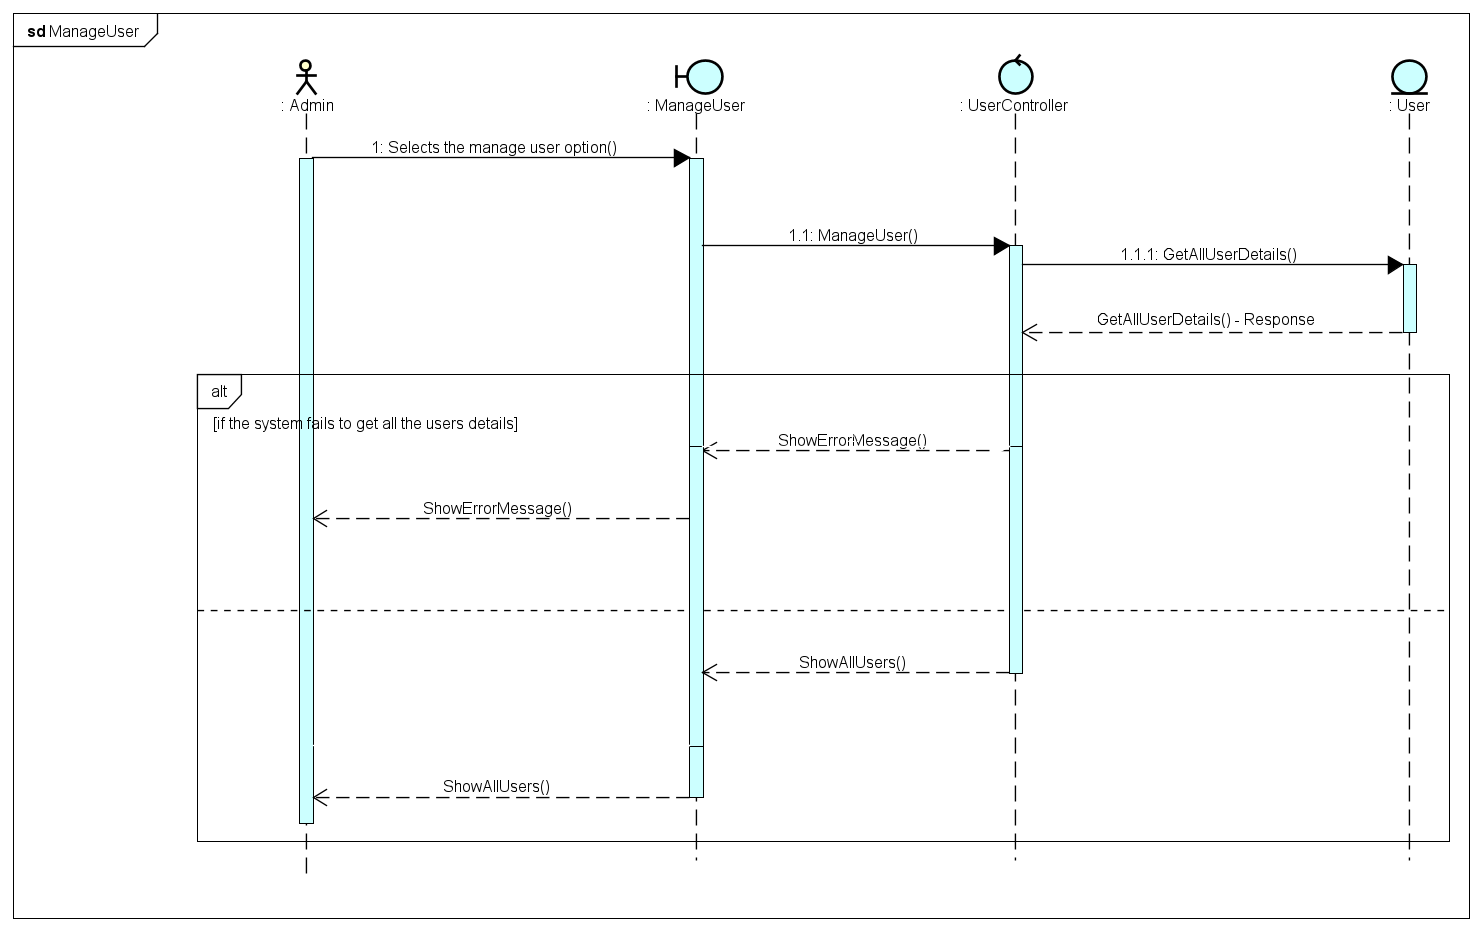 sd ManageUser
: Admin
: ManageUser
: UserController
: User
1: Selects the manage user option()
1.1: ManageUser()
1.1.1: GetAllUserDetails()
GetAllUserDetails() - Response
alt
[if the system fails to get all the users details]
ShowErrorMessage()
ShowErrorMessage()
ShowAllUsers()
ShowAllUsers()